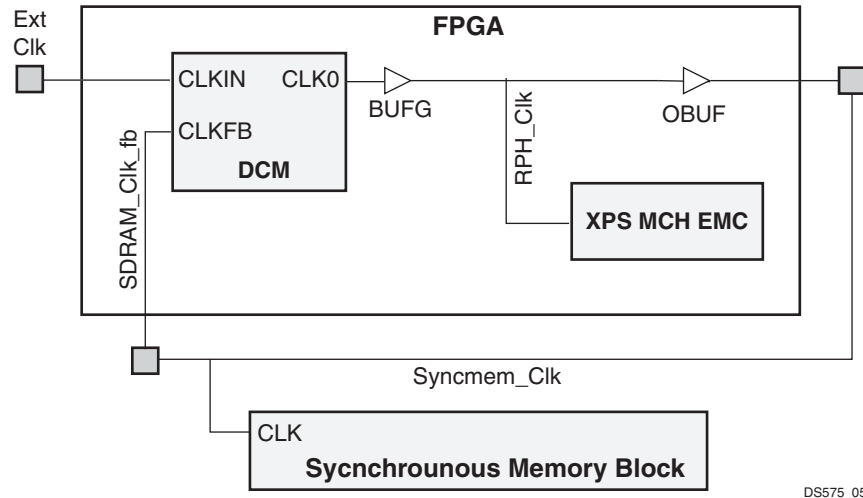 Ext
Clk
FPGA
CLKIN
CLK0
BUFG
OBUF
CLKFB
DCM
SDRAM_Clk_fb
RPH_Clk
XPS MCH EMC
Syncmem_Clk
CLK
Sycnchrounous Memory Block
DS575_05